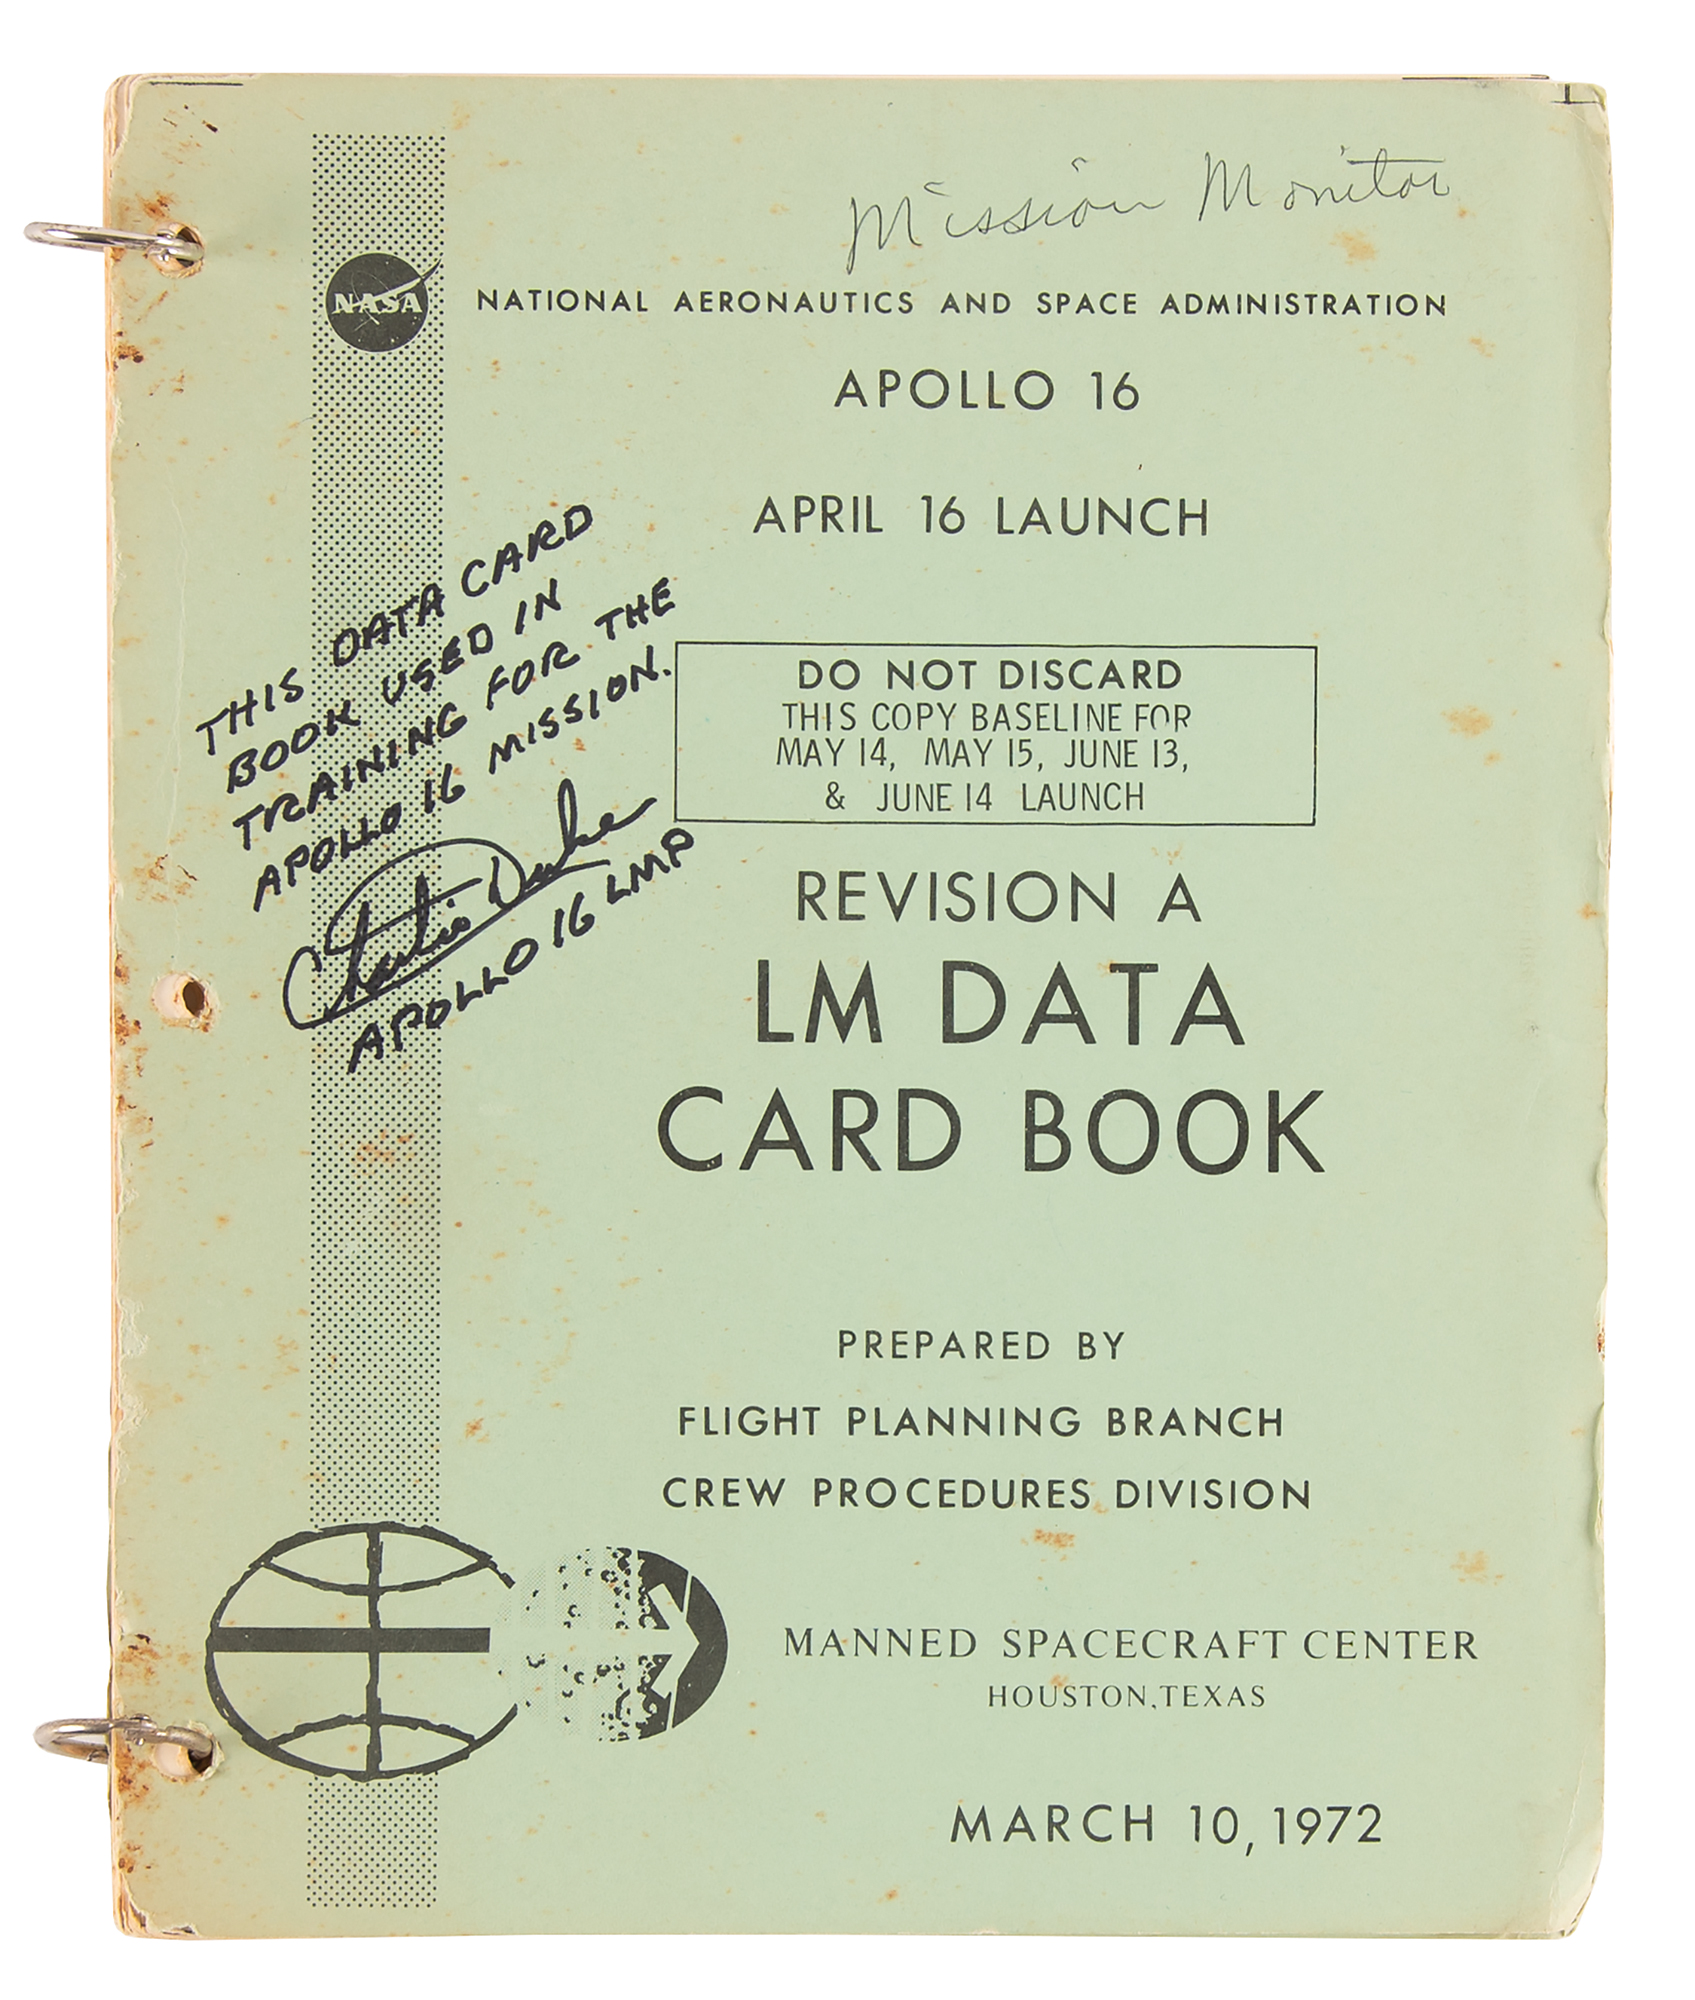 Mission Monitor
NASA
NATIONAL AERONAUTICS AND SPACE ADMINISTRATION
APOLLO 16
APRIL 16 LAUNCH
THIS DATA CARD
BOOK USED IN
TRAINING FOR THE
APOLLO 16 MISSION.
Charlie Duke
APOLLO 16 LMP
DO NOT DISCARD
THIS COPY BASELINE FOR
MAY 14, MAY 15, JUNE 13,
& JUNE 14 LAUNCH
REVISION A
LM DATA
CARD BOOK
PREPARED BY
FLIGHT PLANNING BRANCH
CREW PROCEDURES DIVISION
MANNED SPACECRAFT CENTER
HOUSTON, TEXAS
MARCH 10, 1972